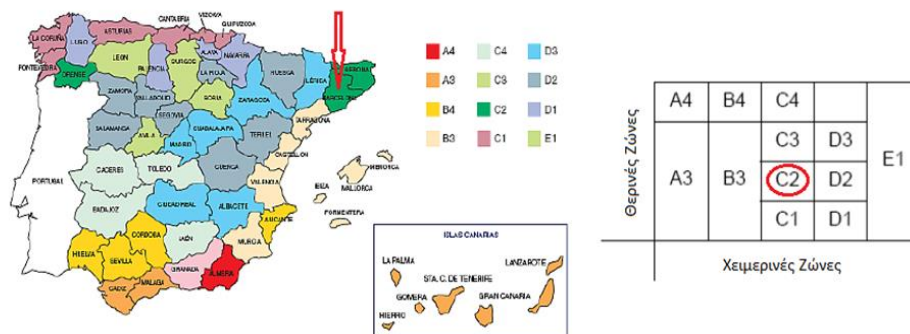 VIZCAYA
CANTABRIA
GUIPUZCOA
LA CORUÑA
LUGO
ASTURIAS
ALAVA
NAVARRA
PONTEVEDRA
ORENSE
LEON
PALENCIA
BURGOS
LA RIOJA
HUESCA
LERIDA
GERONA
BARCELONA
ZAMORA
VALLADOLID
SORIA
ZARAGOZA
TARRAGONA
SEGOVIA
SALAMANCA
AVILA
GUADALAJARA
TERUEL
MADRID
CASTELLON
PORTUGAL
CACERES
TOLEDO
CUENCA
VALENCIA
MENORCA
MALLORCA
IBIZA
FORMENTERA
BADAJOZ
CIUDAD REAL
ALBACETE
ALICANTE
CORDOBA
JAÉN
MURCIA
HUELVA
SEVILLA
GRANADA
ALMERIA
CADIZ
MALAGA
ISLAS CANARIAS
LA PALMA
LANZAROTE
STA. C. DE TENERIFE
GOMERA
GRAN CANARIA
HIERRO
A4 C4 D3
A3 C3 D2
B4 C2 D1
B3 C1 E1
Θερινές Ζώνες
A4 B4 C4
C3 D3
A3 B3 C2 D2 E1
C1 D1
Χειμερινές Ζώνες